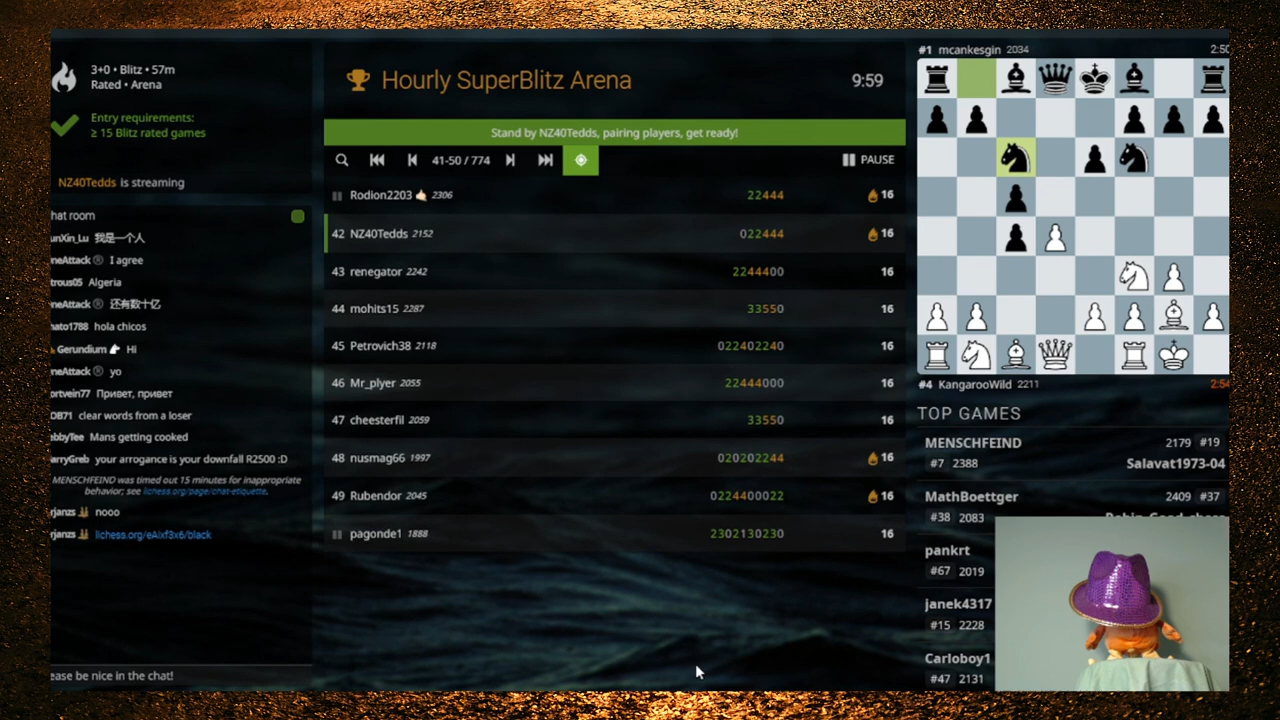 3+0 • Blitz • 57m
Rated • Arena
Entry requirements:
≥ 15 Blitz rated games
NZ40Tedds is streaming
hat room
unXin_Lu 我是一个人
neAttack I agree
trous05 Algeria
neAttack 还有数十亿
nato1788 hola chicos
Gerundium Hi
neAttack yo
ortvein77 Привет, привет
OB71 clear words from a loser
abbyTee Mans getting cooked
arryGreb your arrogance is your downfall R2500 :D
MENSCHFEIND was timed out 15 minutes for inappropriate
behavior; see lichess.org/page/chat-etiquette.
rjanzs nooo
rjanzs lichess.org/eAixf3x6/black
ease be nice in the chat!
Hourly SuperBlitz Arena 9:59
Stand by NZ40Tedds, pairing players, get ready!
41-50 / 774 PAUSE
Rodion2203 2306 22444 16
42 NZ40Tedds 2152 022444 16
43 renegator 2242 2244400 16
44 mohits15 2287 33550 16
45 Petrovich38 2118 022402240 16
46 Mr_plyer 2055 22444000 16
47 cheesterfil 2059 33550 16
48 nusmag66 1997 020202244 16
49 Rubendor 2045 0224400022 16
pagonde1 1888 2302130230 16
#1 mcankesgin 2034 2:50
#4 KangarooWild 2211 2:54
TOP GAMES
MENSCHFEIND 2179 #19
#7 2388 Salavat1973-04
MathBoettger 2409 #37
#38 2083
pankrt
#67 2019
janek4317
#15 2228
Carloboy1
#47 2131